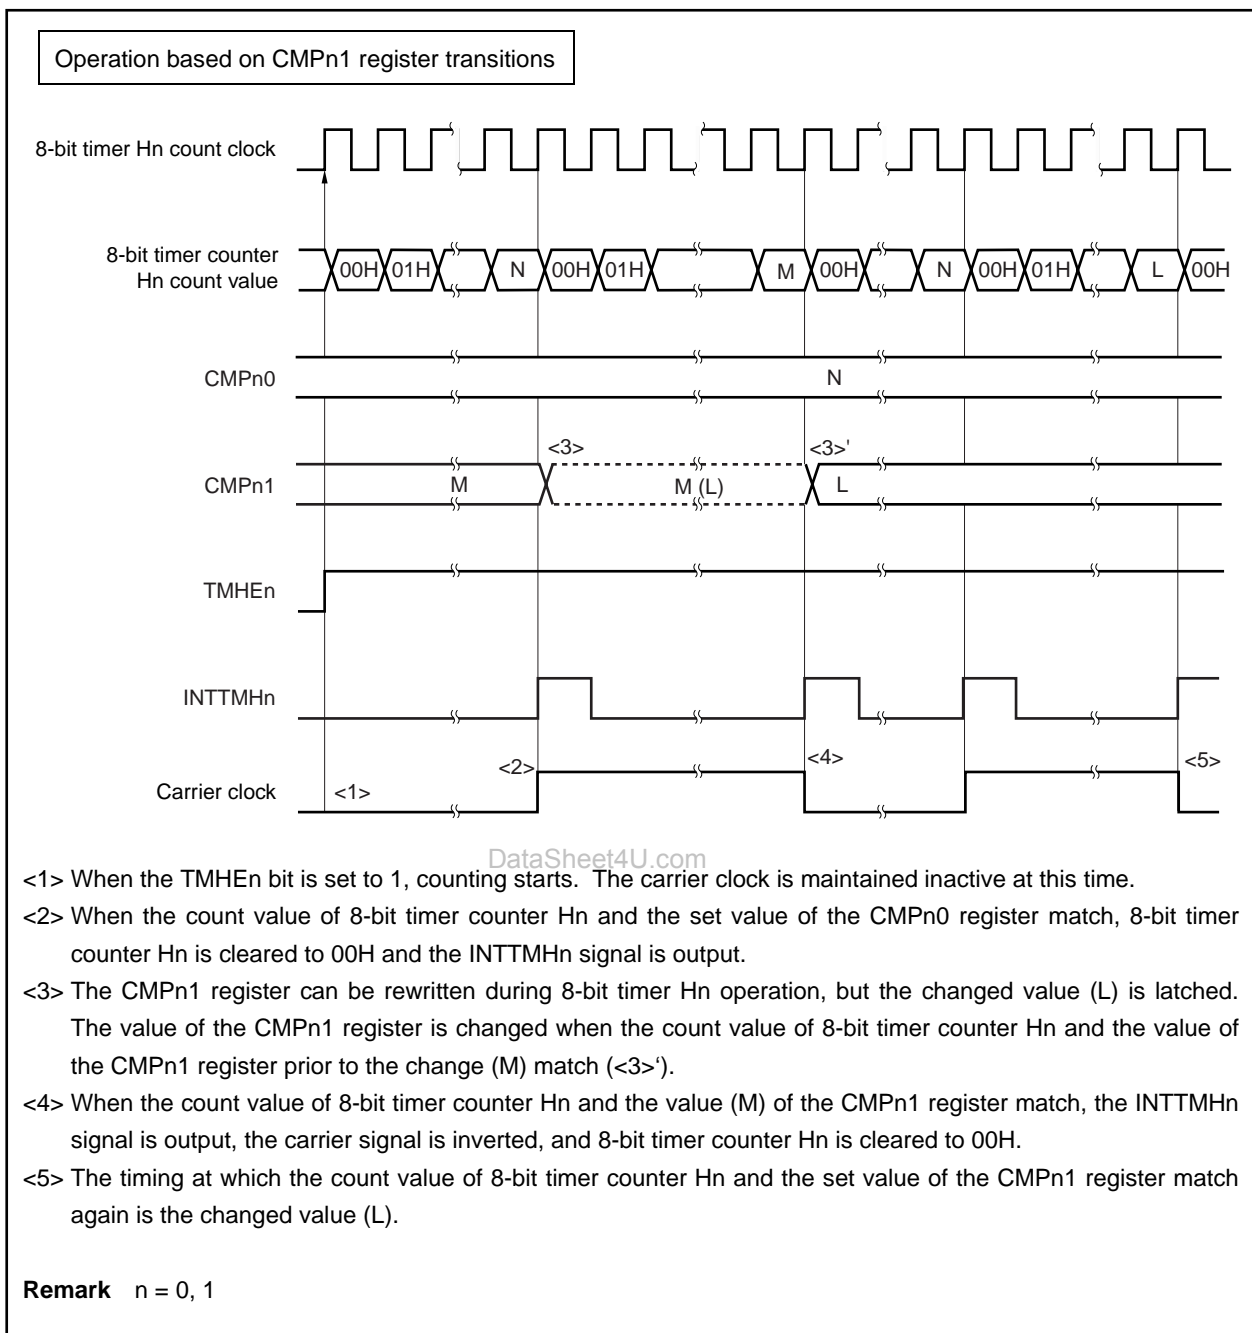 Operation based on CMPn1 register transitions
8-bit timer Hn count clock
8-bit timer counter
Hn count value
00H 01H N 00H 01H M 00H N 00H 01H L 00H
CMPn0
N
<3> <3>'
CMPn1
M M (L) L
TMHEn
INTTMHn
<2> <4> <5>
Carrier clock
<1>
DataSheet4U.com
<1> When the TMHEn bit is set to 1, counting starts. The carrier clock is maintained inactive at this time.
<2> When the count value of 8-bit timer counter Hn and the set value of the CMPn0 register match, 8-bit timer
counter Hn is cleared to 00H and the INTTMHn signal is output.
<3> The CMPn1 register can be rewritten during 8-bit timer Hn operation, but the changed value (L) is latched.
The value of the CMPn1 register is changed when the count value of 8-bit timer counter Hn and the value of
the CMPn1 register prior to the change (M) match (<3>‘).
<4> When the count value of 8-bit timer counter Hn and the value (M) of the CMPn1 register match, the INTTMHn
signal is output, the carrier signal is inverted, and 8-bit timer counter Hn is cleared to 00H.
<5> The timing at which the count value of 8-bit timer counter Hn and the set value of the CMPn1 register match
again is the changed value (L).
Remark n = 0, 1